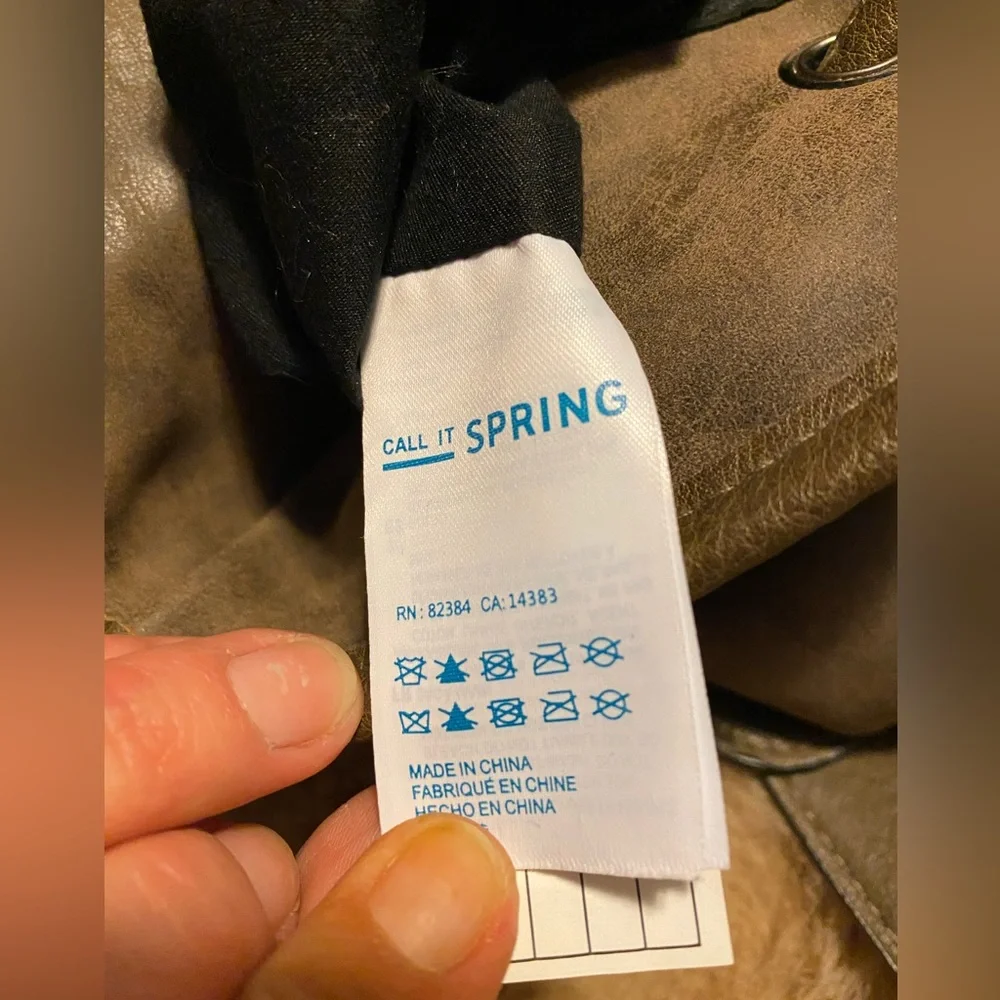 CALL IT SPRING
RN: 82384 CA: 14383
MADE IN CHINA
FABRIQUÉ EN CHINE
HECHO EN CHINA